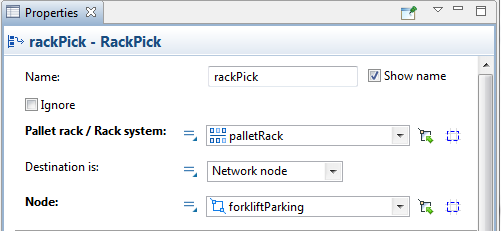 Properties
rackPick - RackPick
Name: rackPick Show name
Ignore
Pallet rack / Rack system: palletRack
Destination is: Network node
Node: forkliftParking